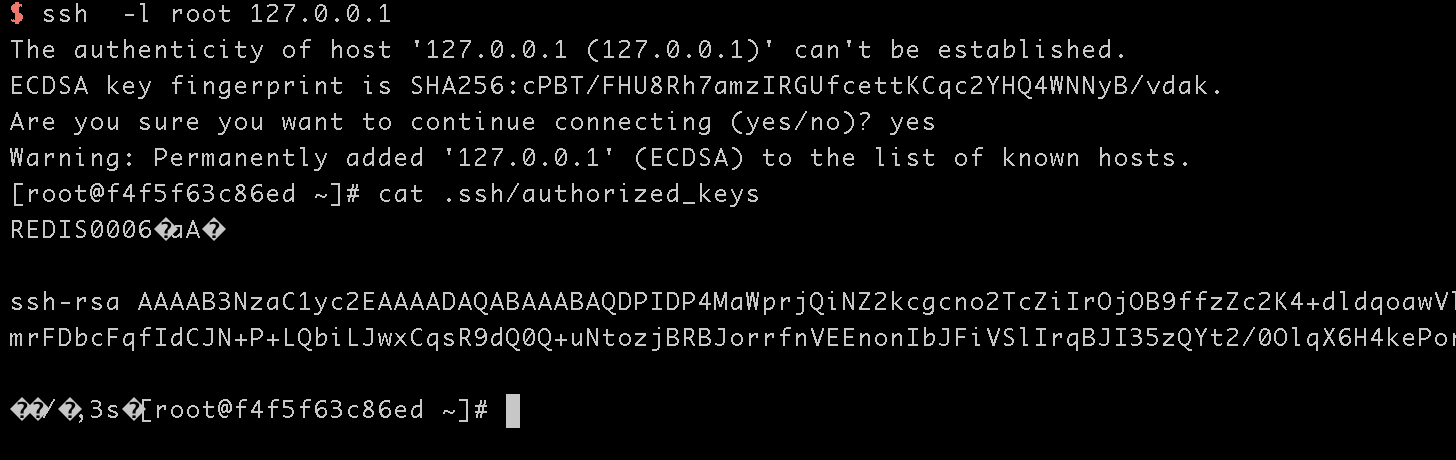 $ ssh  -l root 127.0.0.1
The authenticity of host '127.0.0.1 (127.0.0.1)' can't be established.
ECDSA key fingerprint is SHA256:cPBT/FHU8Rh7amzIRGUfcettKCqc2YHQ4WNNyB/vdak.
Are you sure you want to continue connecting (yes/no)? yes
Warning: Permanently added '127.0.0.1' (ECDSA) to the list of known hosts.
[root@f4f5f63c86ed ~]# cat .ssh/authorized_keys
REDIS0006�aA�
ssh-rsa AAAAB3NzaC1yc2EAAAADAQABAAABAQDPIDP4MaWprjQiNZ2kcgcno2TcZiIrOjOB9ffzZc2K4+dldqoawVl
mrFDbcFqfIdCJN+P+LQbiLJwxCqsR9dQ0Q+uNtozjBRBJorrfnVEEnonIbJFiVSlIrqBJI35zQYt2/0OlqX6H4kePor
��/�,3s�[root@f4f5f63c86ed ~]#